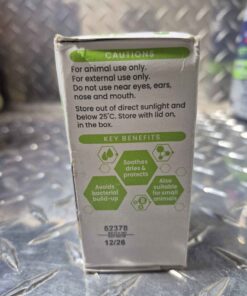 CAUTIONS
For animal use only.
For external use only.
Do not use near eyes, ears,
nose and mouth.
Store out of direct sunlight and
below 25°C. Store with lid on,
in the box.
KEY BENEFITS
Soothes
dries &
protects
Avoids
bacterial
build-up
Also
suitable
for small
animals
62378
12/26